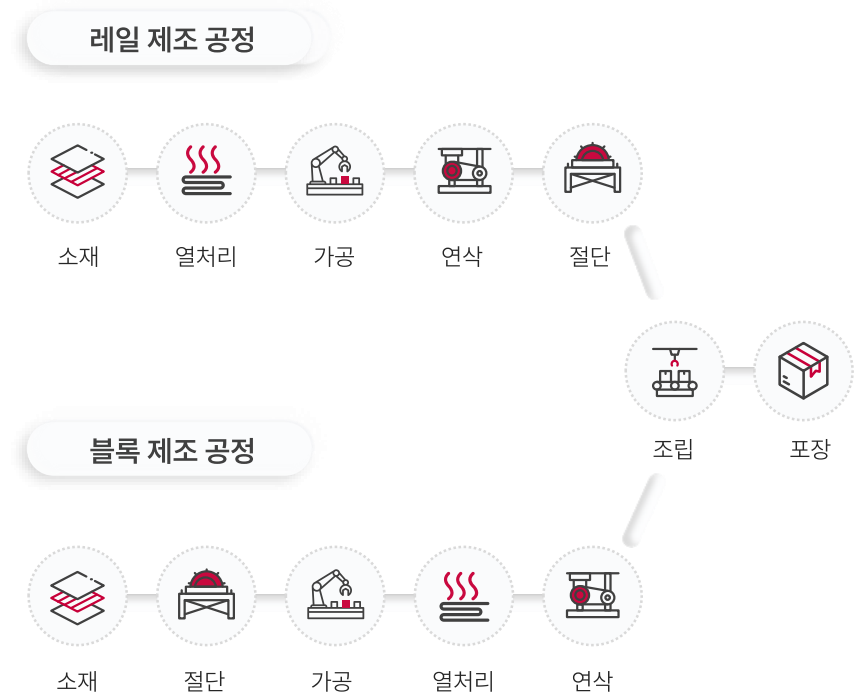 레일 제조 공정
소재 열처리 가공 연삭 절단
조립 포장
블록 제조 공정
소재 절단 가공 열처리 연삭